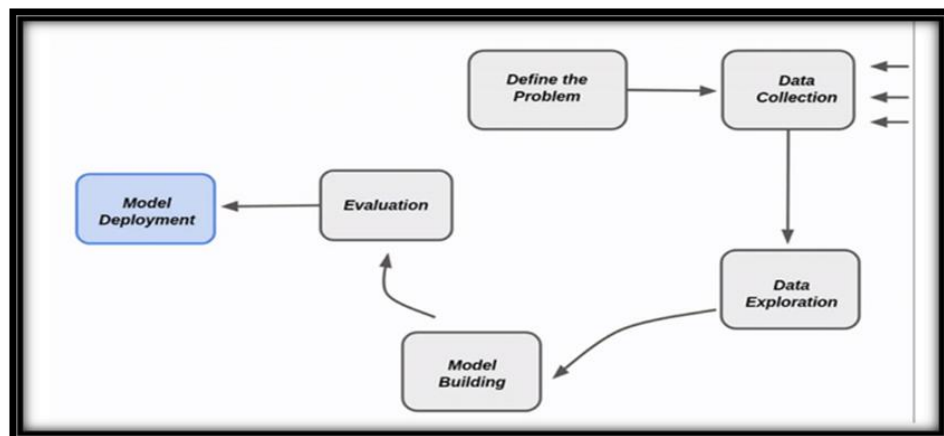 Define the
Problem
Data
Collection
Data
Exploration
Model
Building
Evaluation
Model
Deployment